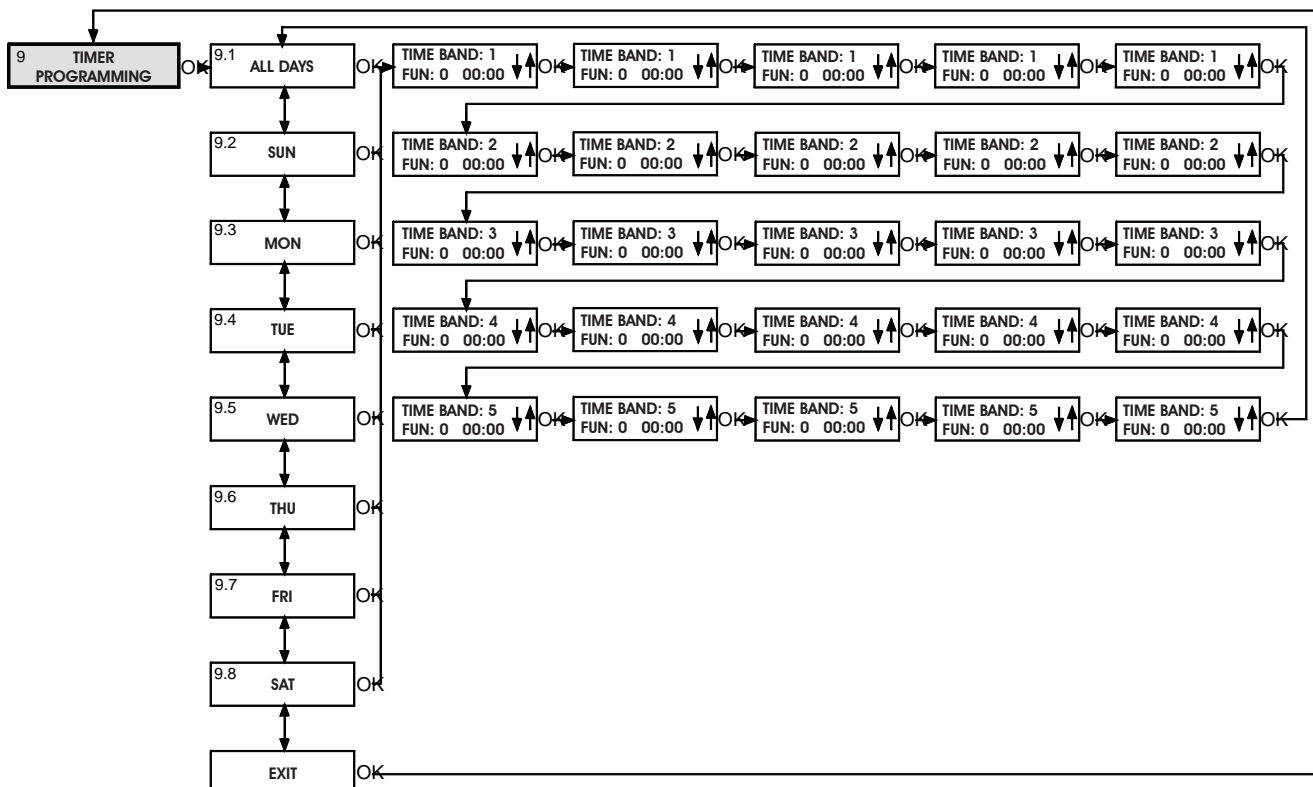 9 TIMER
PROGRAMMING
OK
9.1
ALL DAYS
OK
TIME BAND: 1
FUN: 0 00:00
OK
TIME BAND: 1
FUN: 0 00:00
OK
TIME BAND: 1
FUN: 0 00:00
OK
TIME BAND: 1
FUN: 0 00:00
OK
TIME BAND: 1
FUN: 0 00:00
OK
9.2
SUN
OK
TIME BAND: 2
FUN: 0 00:00
OK
TIME BAND: 2
FUN: 0 00:00
OK
TIME BAND: 2
FUN: 0 00:00
OK
TIME BAND: 2
FUN: 0 00:00
OK
TIME BAND: 2
FUN: 0 00:00
OK
9.3
MON
OK
TIME BAND: 3
FUN: 0 00:00
OK
TIME BAND: 3
FUN: 0 00:00
OK
TIME BAND: 3
FUN: 0 00:00
OK
TIME BAND: 3
FUN: 0 00:00
OK
TIME BAND: 3
FUN: 0 00:00
OK
9.4
TUE
OK
TIME BAND: 4
FUN: 0 00:00
OK
TIME BAND: 4
FUN: 0 00:00
OK
TIME BAND: 4
FUN: 0 00:00
OK
TIME BAND: 4
FUN: 0 00:00
OK
TIME BAND: 4
FUN: 0 00:00
OK
9.5
WED
OK
TIME BAND: 5
FUN: 0 00:00
OK
TIME BAND: 5
FUN: 0 00:00
OK
TIME BAND: 5
FUN: 0 00:00
OK
TIME BAND: 5
FUN: 0 00:00
OK
TIME BAND: 5
FUN: 0 00:00
OK
9.6
THU
OK
9.7
FRI
OK
9.8
SAT
OK
EXIT
OK